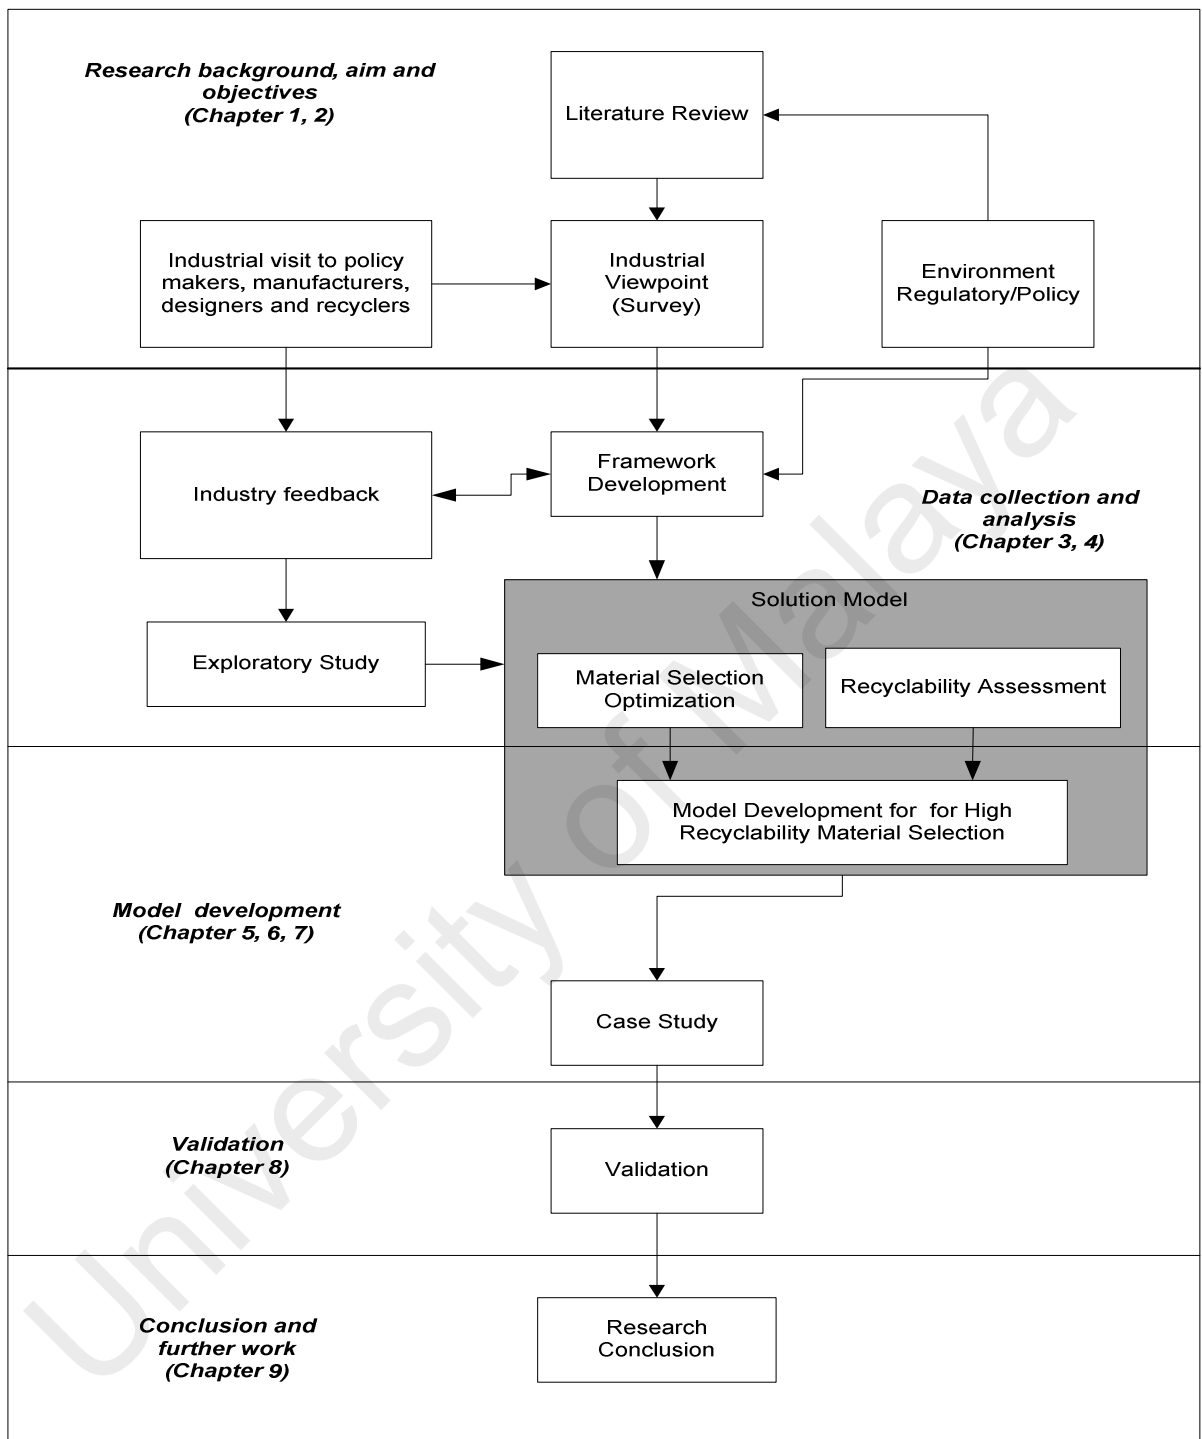 Research background, aim and
objectives
(Chapter 1, 2)
Literature Review
Industrial visit to policy
makers, manufacturers,
designers and recyclers
Industrial
Viewpoint
(Survey)
Environment
Regulatory/Policy
Industry feedback
Framework
Development
Data collection and
analysis
(Chapter 3, 4)
Solution Model
Exploratory Study
Material Selection
Optimization
Recyclability Assessment
Model Development for  for High
Recyclability Material Selection
Model  development
(Chapter 5, 6, 7)
Case Study
Validation
(Chapter 8)
Validation
Conclusion and
further work
(Chapter 9)
Research
Conclusion
University of Malaya